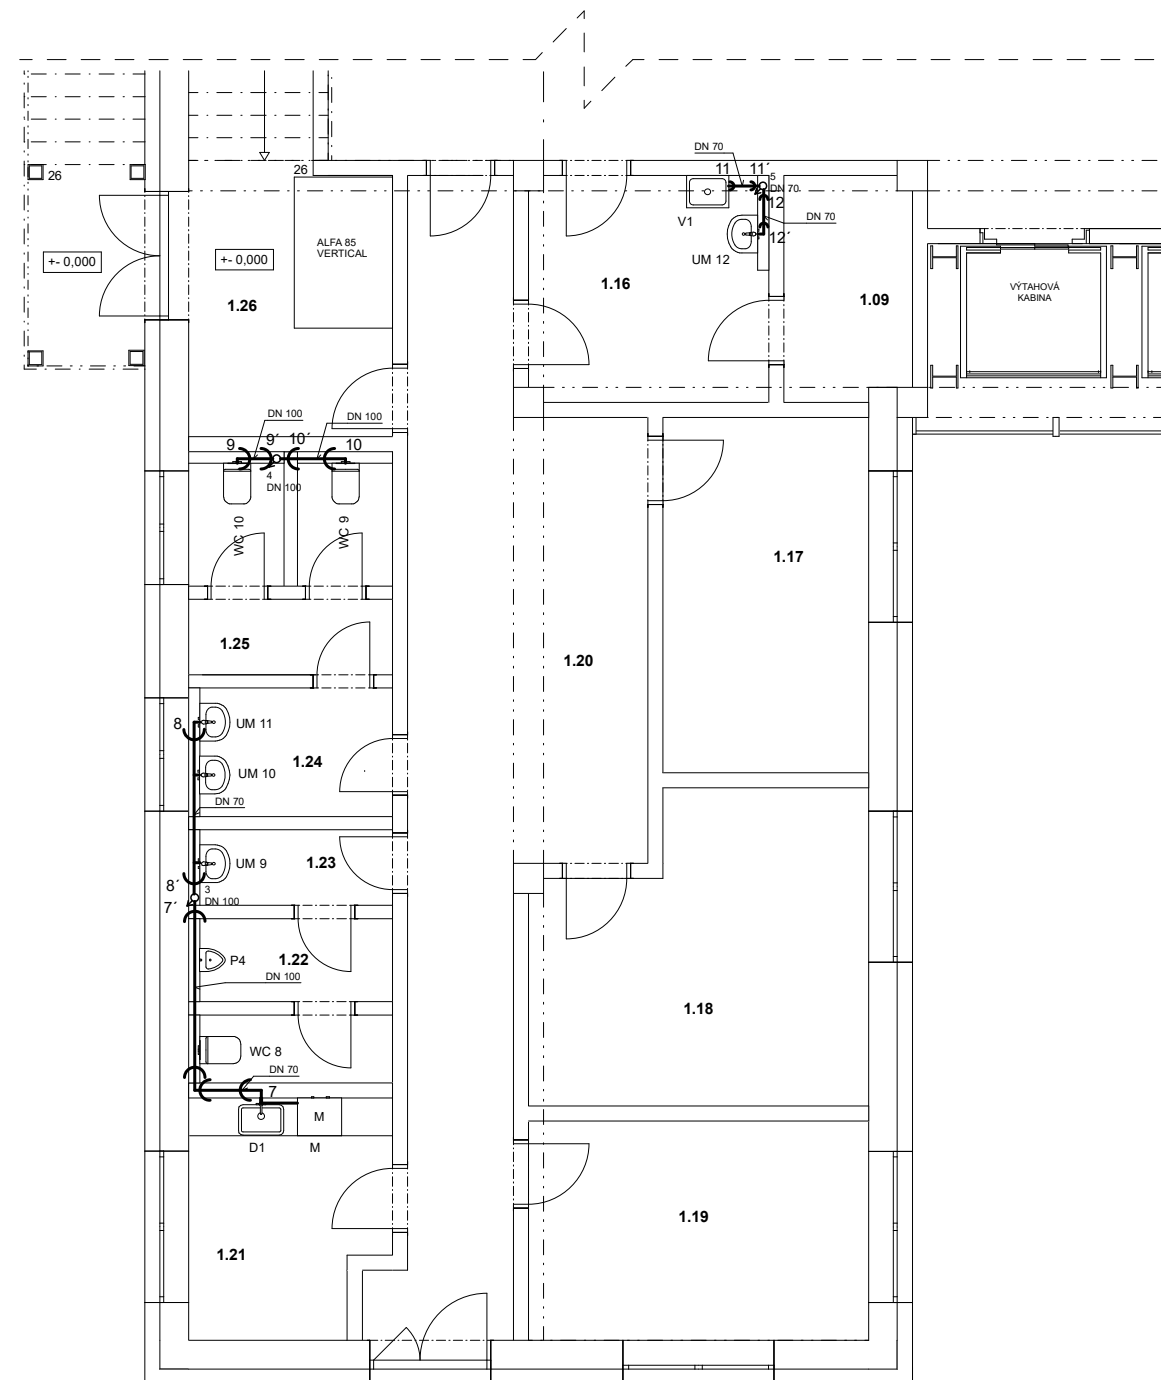 DN 70
11 11´
5
DN 70
12
DN 70
12´
V1
UM 12
26
26
ALFA 85
VERTICAL
+- 0,000
+- 0,000
1.26
1.16
1.09
VÝTAHOVÁ
KABINA
DN 100
DN 100
9
9´
10´
10
4
DN 100
WC 10
WC 9
1.17
1.25
1.20
8
UM 11
UM 10
1.24
DN 70
UM 9
1.23
8´
3
7´
DN 100
P4
1.22
DN 100
1.18
WC 8
DN 70
7
M
D1
M
1.19
1.21